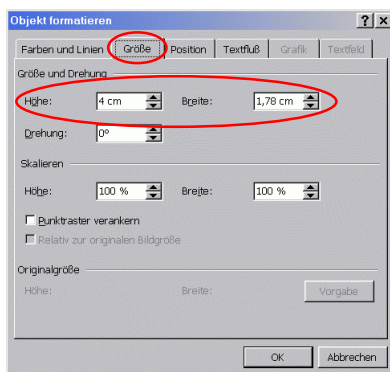 Objekt formatieren
Farben und Linien Größe Position Textfluß Grafik Textfeld
Größe und Drehung
Höhe: 4 cm Breite: 1,78 cm
Drehung: 0°
Skalieren
Höhe: 100 % Breite: 100 %
Punktraster verankern
Relativ zur originalen Bildgröße
Originalgröße
Höhe: Breite: Vorgabe
OK Abbrechen